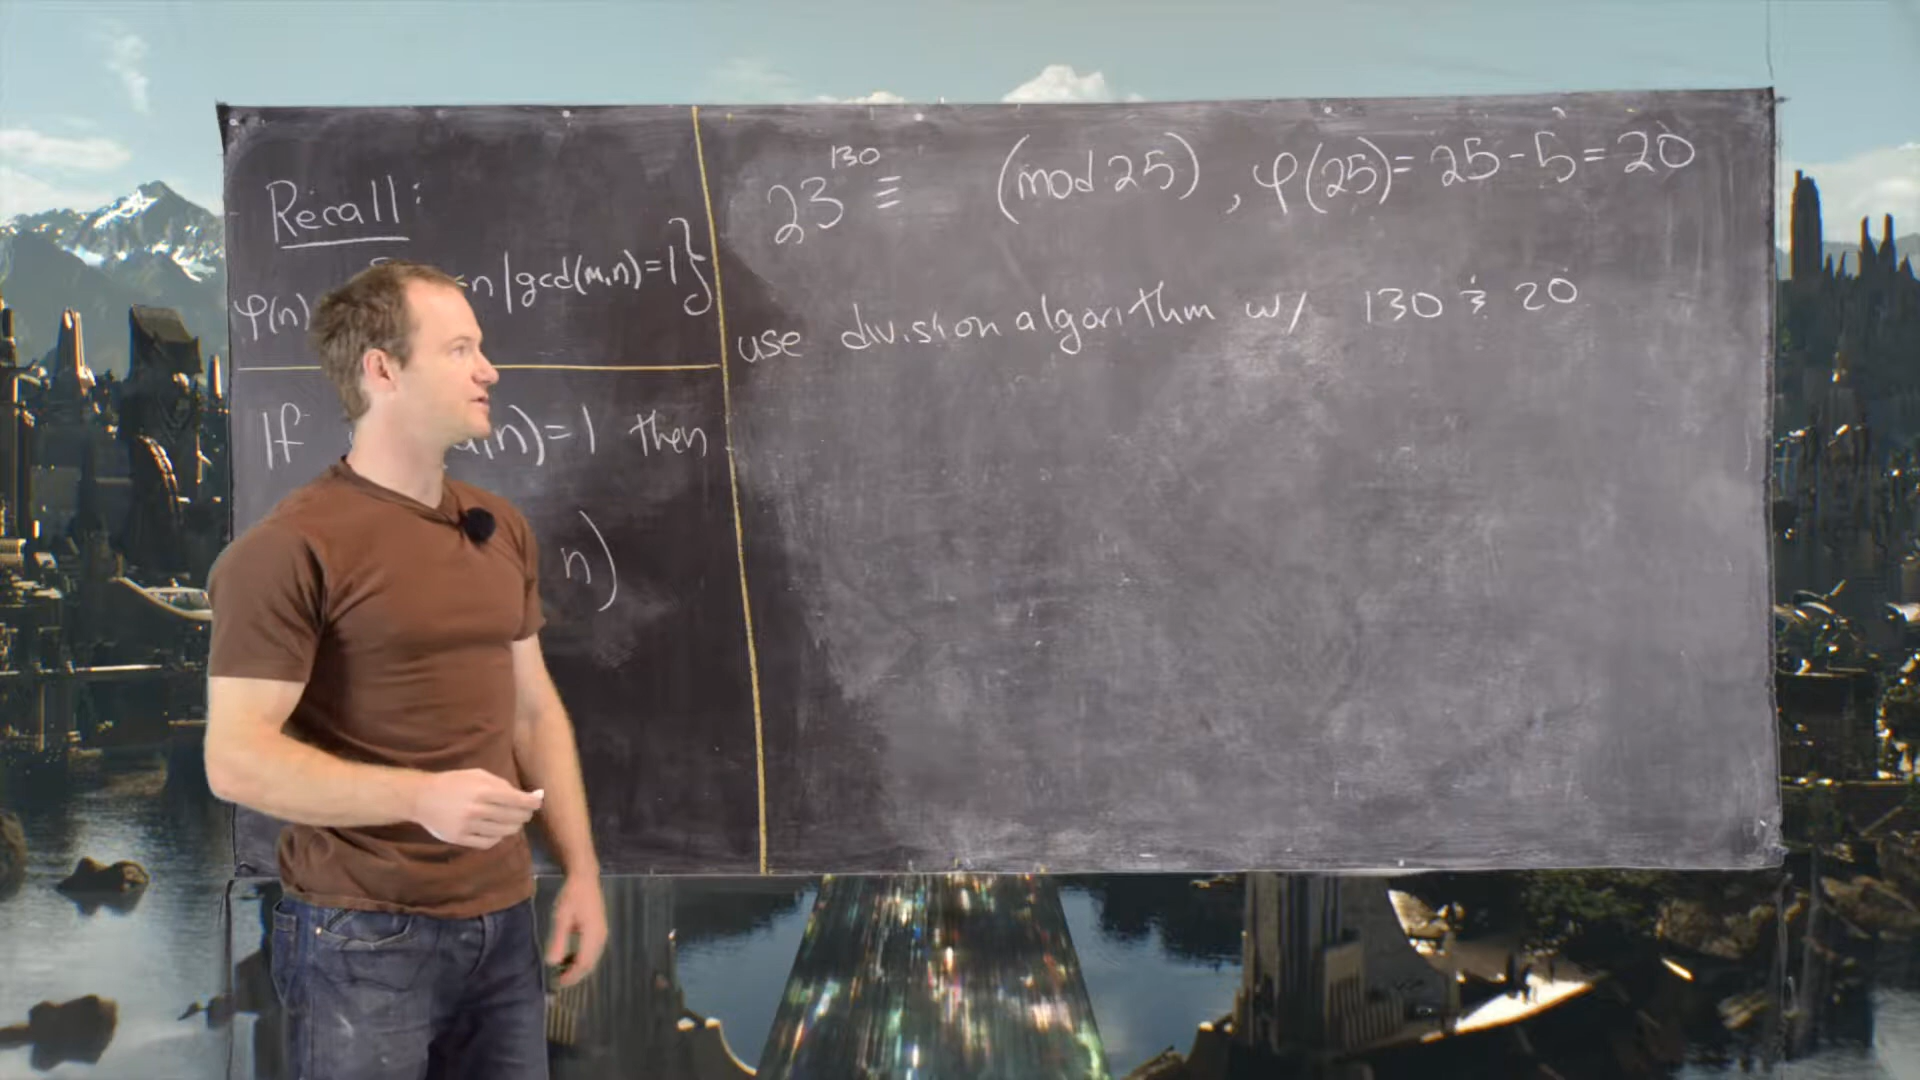 Recall:
φ(n) n | gcd(m,n)=1}
If n)=1 then
n)
23^130 ≡ (mod 25), φ(25)= 25-5=20
use division algorithm w/ 130 & 20